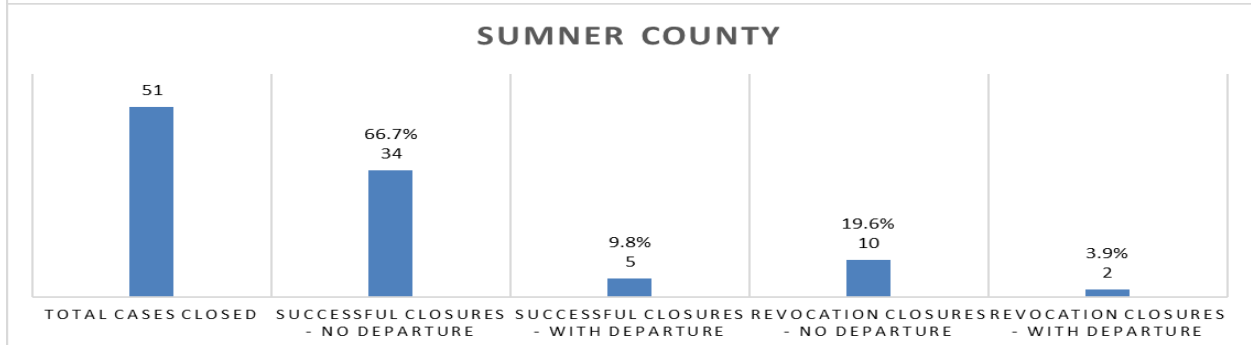 SUMNER COUNTY
51
66.7%
34
9.8%
5
19.6%
10
3.9%
2
TOTAL CASES CLOSED
SUCCESSFUL CLOSURES
- NO DEPARTURE
SUCCESSFUL CLOSURES
- WITH DEPARTURE
REVOCATION CLOSURES
- NO DEPARTURE
REVOCATION CLOSURES
- WITH DEPARTURE